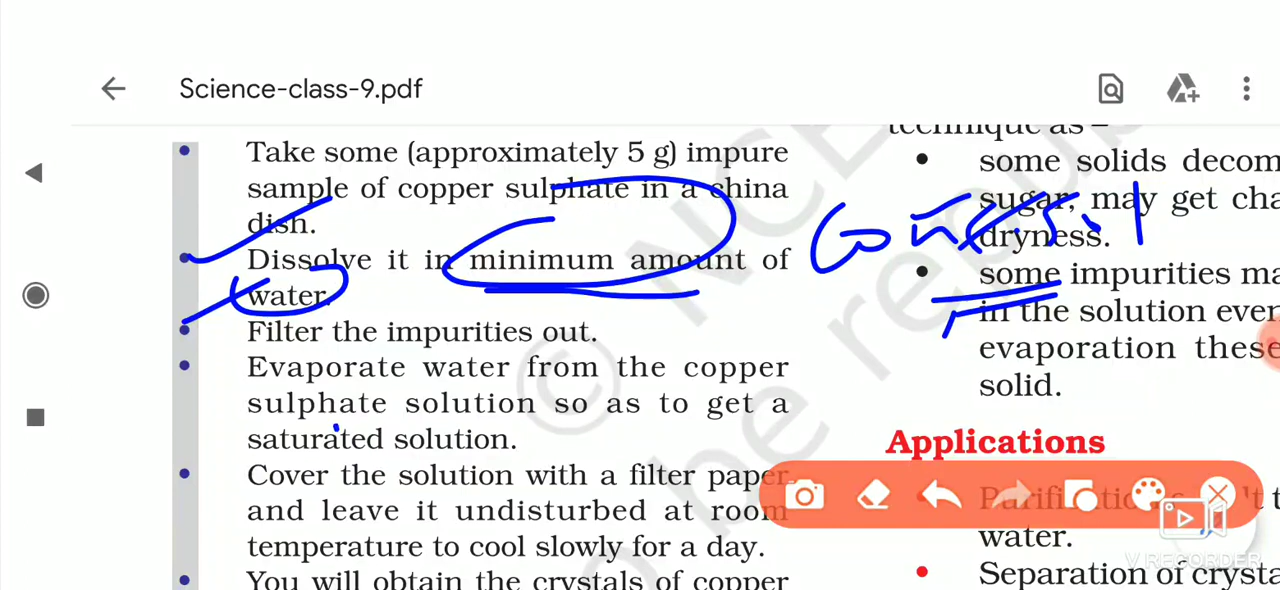 Science-class-9.pdf
Take some (approximately 5 g) impure
sample of copper sulphate in a china
dish.
Dissolve it in minimum amount of
water.
Filter the impurities out.
Evaporate water from the copper
sulphate solution so as to get a
saturated solution.
Cover the solution with a filter paper
and leave it undisturbed at room
temperature to cool slowly for a day.
You will obtain the crystals of copper
technique as –
some solids decom
sugar, may get cha
dryness.
some impurities ma
in the solution even
evaporation these
solid.
Applications
water.
Separation of crysta
V RECORDER